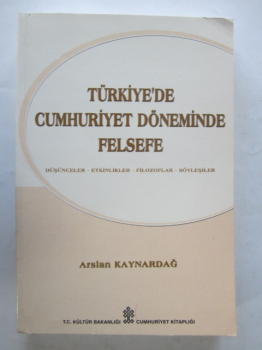 TÜRKİYE'DE
CUMHURİYET DÖNEMİNDE
FELSEFE
DÜŞÜNCELER - ETKİNLİKLER - FİLOZOFLAR - SÖYLEŞİLER
Arslan KAYNARDAĞ
T.C. KÜLTÜR BAKANLIĞI CUMHURİYET KİTAPLIĞI